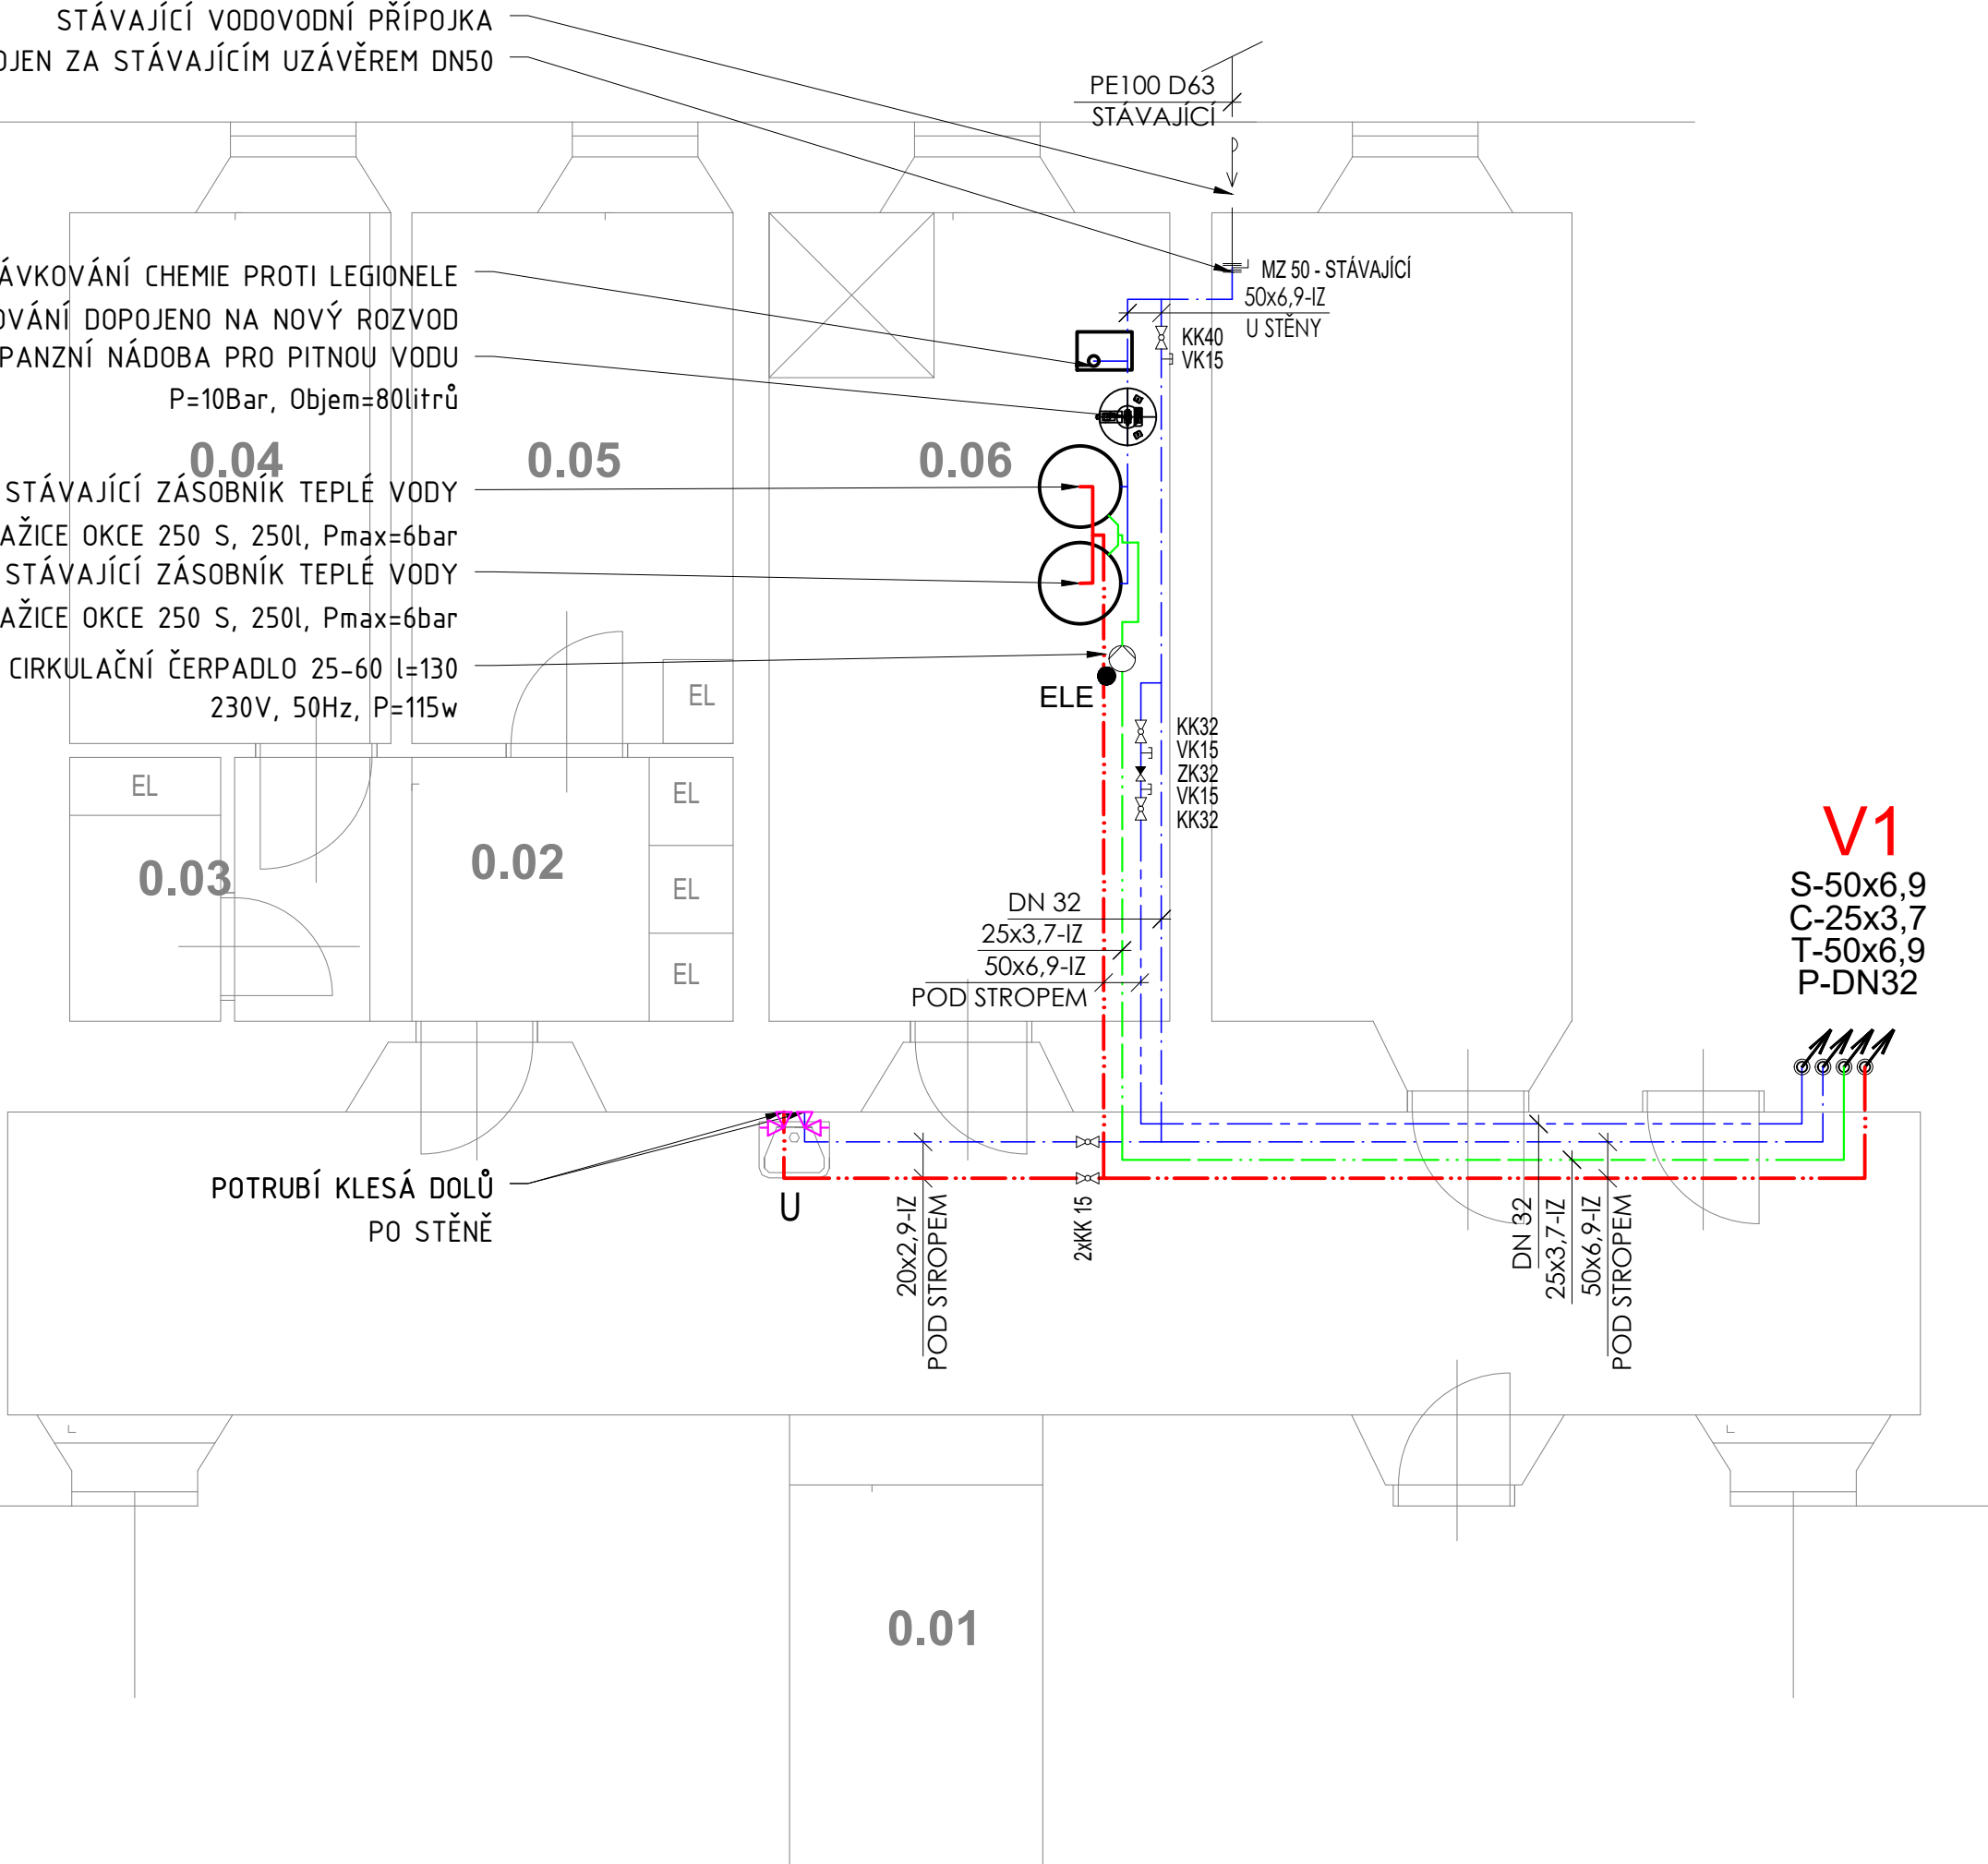 STÁVAJÍCÍ VODOVODNÍ PŘÍPOJKA
OJEN ZA STÁVAJÍCÍM UZÁVĚREM DN50
PE100 D63
STÁVAJÍCÍ
MZ 50 - STÁVAJÍCÍ
50x6,9-IZ
U STĚNY
KK40
VK15
ÁVKOVÁNÍ CHEMIE PROTI LEGIONELE
OVÁNÍ DOPOJENO NA NOVÝ ROZVOD
PANZNÍ NÁDOBA PRO PITNOU VODU
P=10Bar, Objem=80litrů
0.04
0.05
0.06
STÁVAJÍCÍ ZÁSOBNÍK TEPLÉ VODY
AŽICE OKCE 250 S, 250l, Pmax=6bar
STÁVAJÍCÍ ZÁSOBNÍK TEPLÉ VODY
AŽICE OKCE 250 S, 250l, Pmax=6bar
CIRKULAČNÍ ČERPADLO 25-60 l=130
230V, 50Hz, P=115w
EL
ELE
KK32
VK15
ZK32
VK15
KK32
EL
EL
0.03
0.02
EL
EL
V1
S-50x6,9
C-25x3,7
T-50x6,9
P-DN32
DN 32
25x3,7-IZ
50x6,9-IZ
POD STROPEM
POTRUBÍ KLESÁ DOLŮ
PO STĚNĚ
U
20x2,9-IZ
POD STROPEM
2xKK 15
DN 32
25x3,7-IZ
50x6,9-IZ
POD STROPEM
0.01